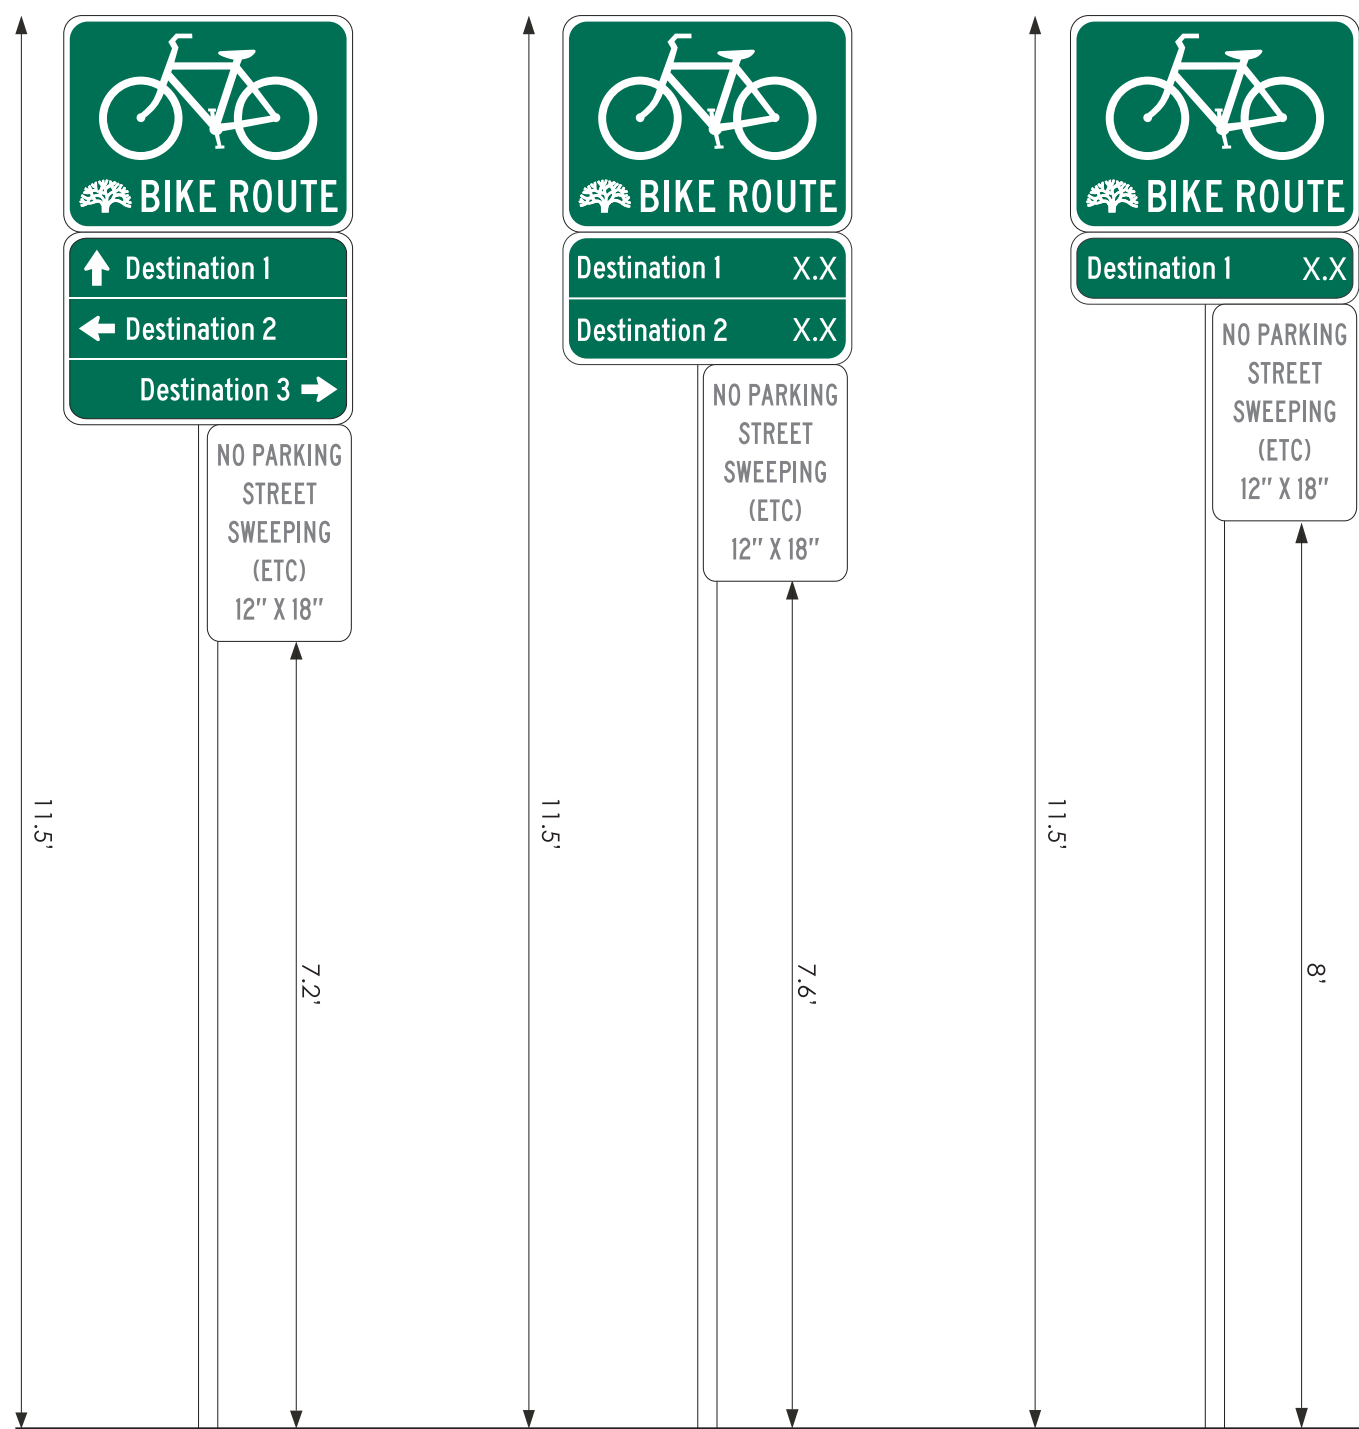 BIKE ROUTE
Destination 1
Destination 2
Destination 3
NO PARKING
STREET
SWEEPING
(ETC)
12" X 18"
11.5'
7.2'
BIKE ROUTE
Destination 1 X.X
Destination 2 X.X
NO PARKING
STREET
SWEEPING
(ETC)
12" X 18"
11.5'
7.6'
BIKE ROUTE
Destination 1 X.X
NO PARKING
STREET
SWEEPING
(ETC)
12" X 18"
11.5'
8'